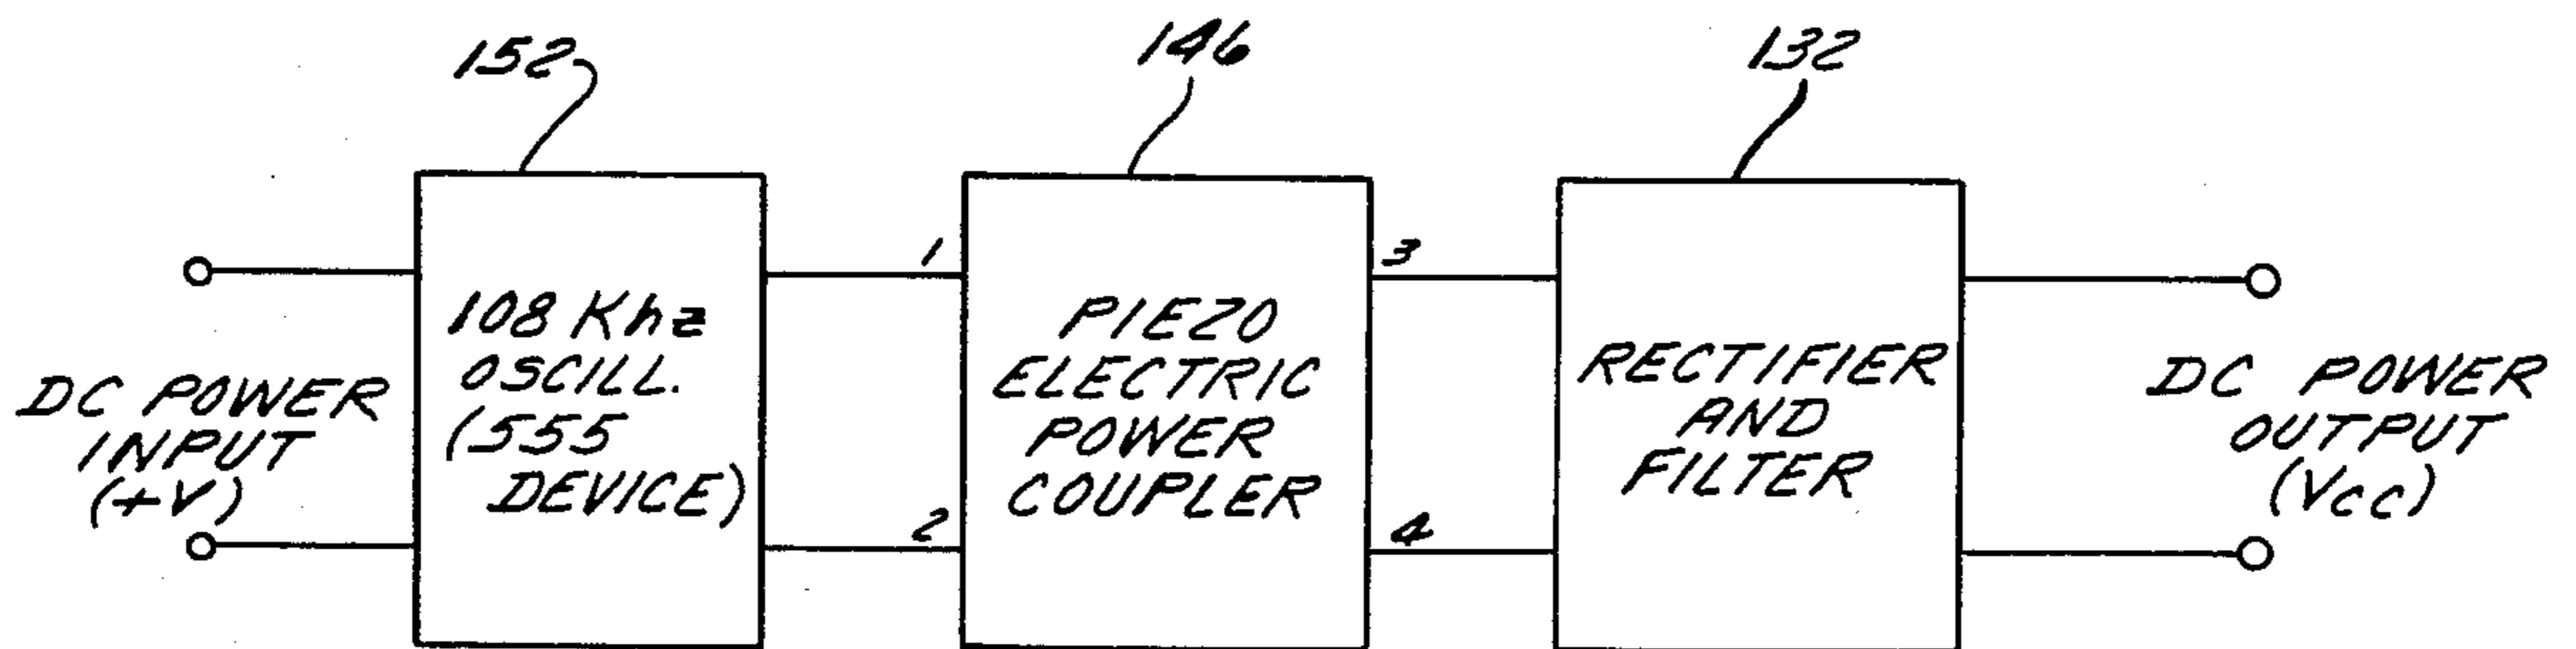 152
146
132
DC POWER
INPUT
(+V)
108 Khz
OSCILL.
(555
DEVICE)
1
2
PIEZO
ELECTRIC
POWER
COUPLER
3
4
RECTIFIER
AND
FILTER
DC POWER
OUTPUT
(Vcc)